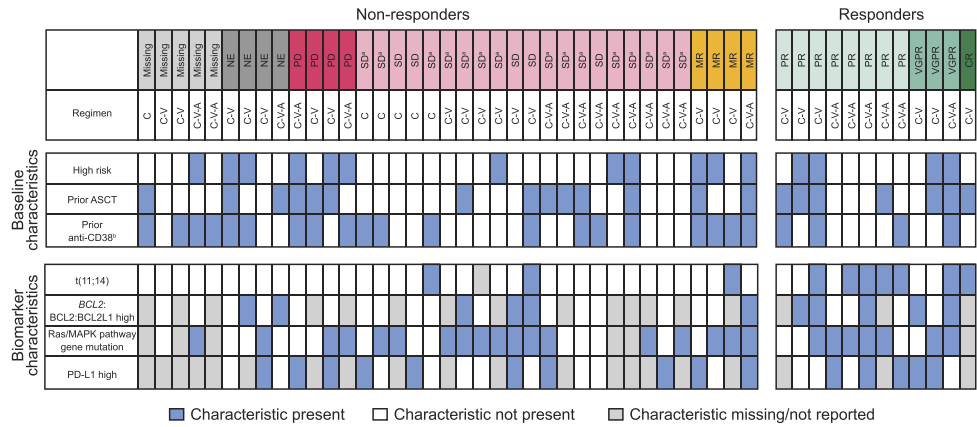 Non-responders
Responders
Missing Missing Missing Missing Missing NE NE NE NE PD PD PD PD SDª SDª SD SD SDª SDª SDª SDª SDª SD SD SDª SDª SDª SDª SDª SDª SDª SDª SDª MR MR MR MR
PR PR PR PR PR PR PR PR VGPR VGPR VGPR CR
Regimen
C C-V C-V C-V-A C-V-A C-V C-V C-V C-V-A C-V-A C-V C-V C-V-A C C C C C C-V C-V C-V C-V C-V C-V C-V-A C-V-A C-V-A C-V-A C-V-A C-V-A C-V-A C-V-A C-V-A C-V C-V C-V C-V-A
C-V C-V C-V C-V-A C-V-A C-V-A C-V-A C-V-A C-V C-V C-V-A C-V-A
Baseline
characteristics
High risk
Prior ASCT
Prior
anti-CD38ᵇ
Biomarker
characteristics
t(11;14)
BCL2:
BCL2:BCL2L1 high
Ras/MAPK pathway
gene mutation
PD-L1 high
Characteristic present
Characteristic not present
Characteristic missing/not reported